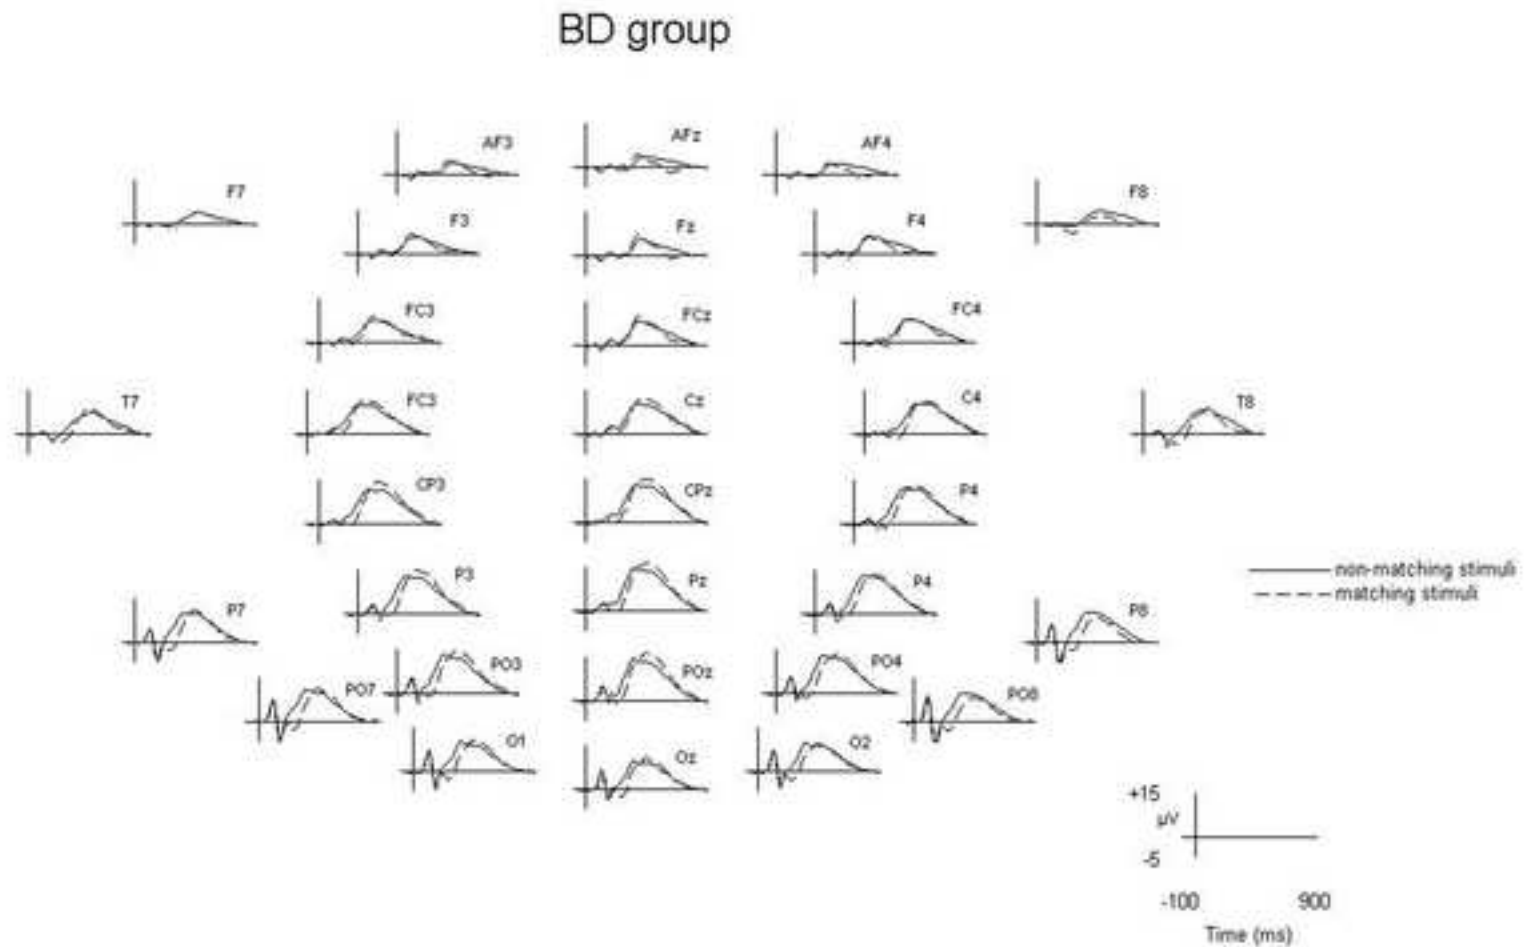 BD group
AF3 AFz AF4
F7 F8
F3 Fz F4
FC3 FCz FC4
T7 FC3 Cz C4 T8
CP3 CPz P4
non-matching stimuli
P3 Pz P4
matching stimuli
P7 P8
PO3 POz PO4
PO7 PO8
O1 Oz O2
+15
μV
-5
-100 900
Time (ms)